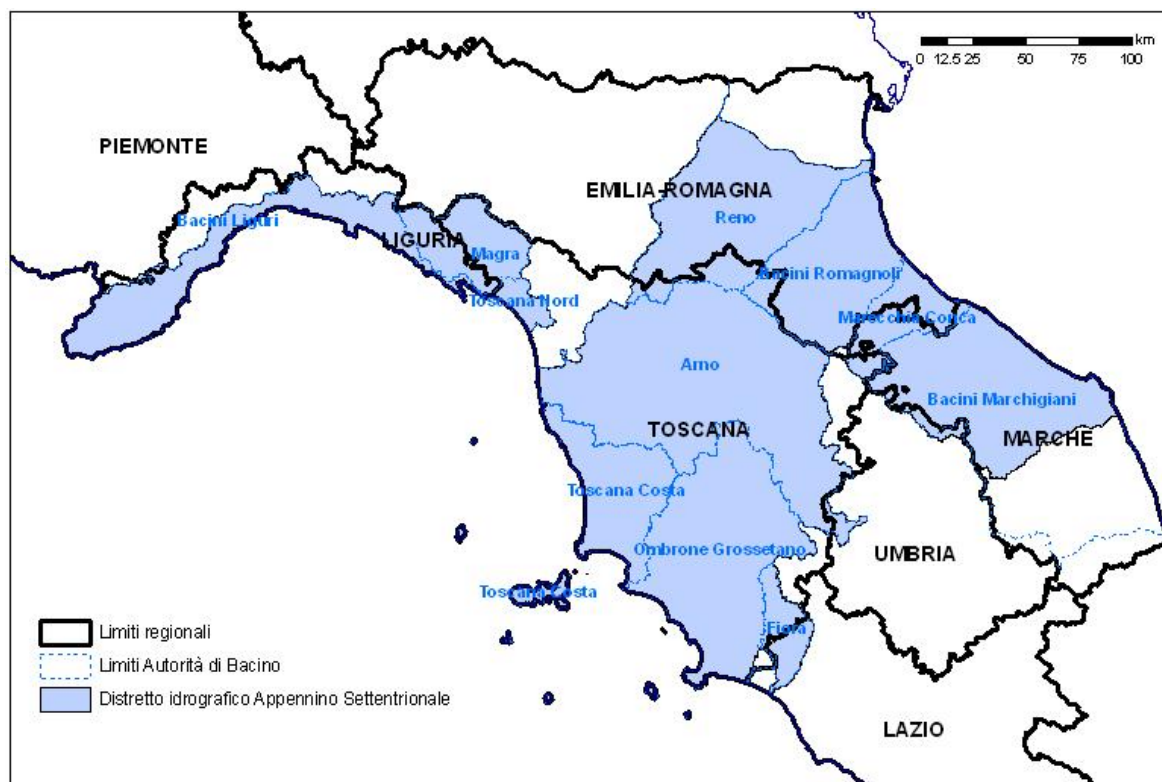 km
0 12.5 25 50 75 100
PIEMONTE
EMILIA-ROMAGNA
Bacini Liguri
Reno
LIGURIA
Magra
Bacini Romagnoli
Toscana Nord
Marecchia Conca
Arno
Bacini Marchigiani
TOSCANA
MARCHE
Toscana Costa
Ombrone Grossetano
UMBRIA
Toscana Costa
Fiora
Limiti regionali
Limiti Autorità di Bacino
Distretto idrografico Appennino Settentrionale
LAZIO